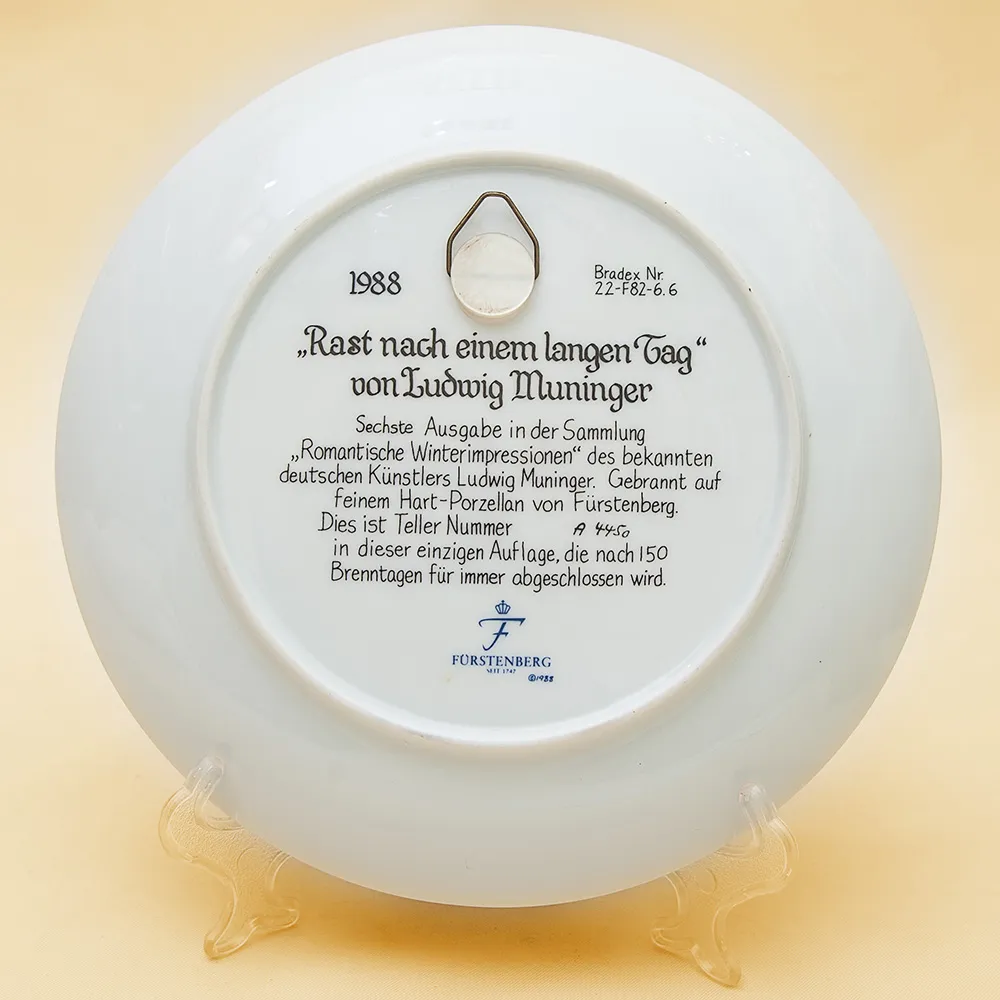 1988
Bradex Nr.
22-F82-6.6
„Rast nach einem langen Tag“
von Ludwig Muninger
Sechste Ausgabe in der Sammlung
„Romantische Winterimpressionen“ des bekannten
deutschen Künstlers Ludwig Muninger. Gebrannt auf
feinem Hart-Porzellan von Fürstenberg.
Dies ist Teller Nummer A 4450
in dieser einzigen Auflage, die nach 150
Brenntagen für immer abgeschlossen wird.
F
FÜRSTENBERG
SEIT 1747
©1988